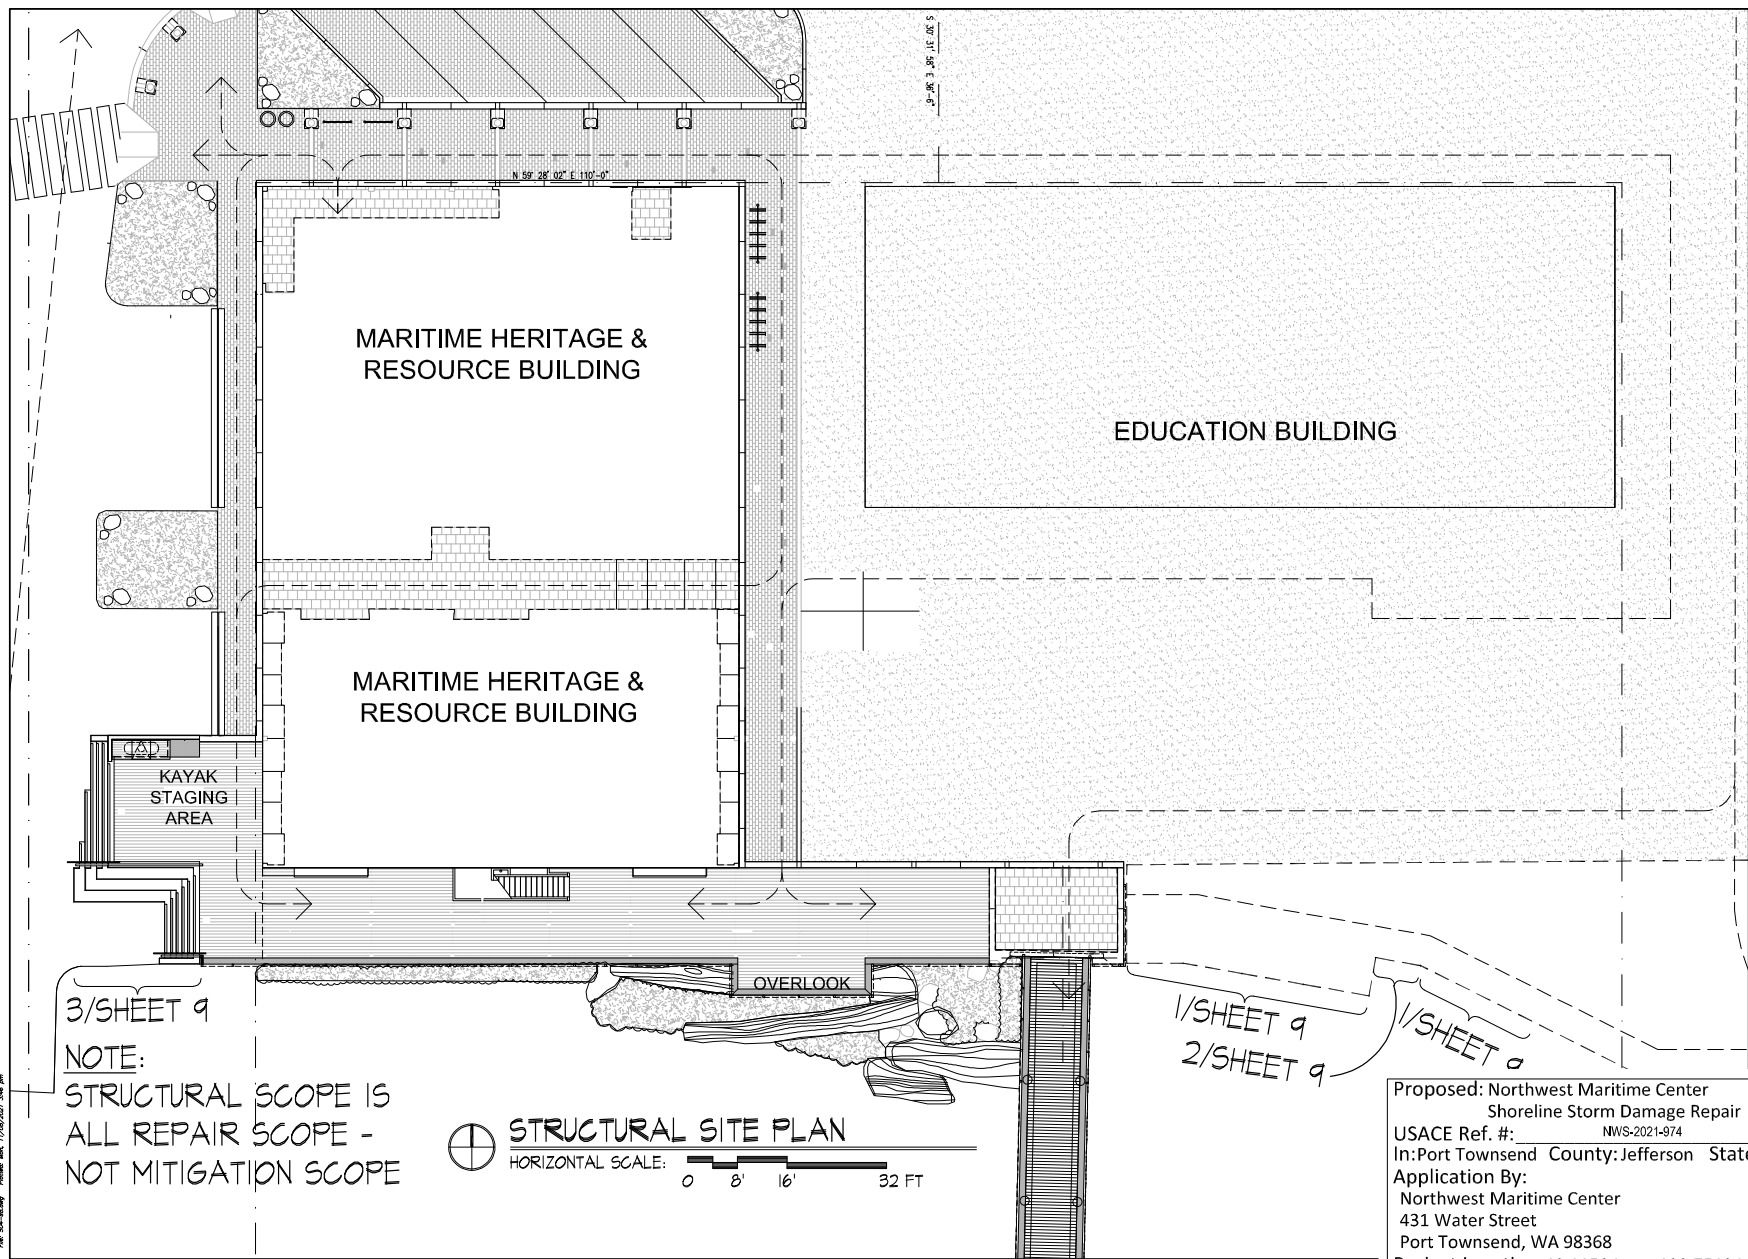 S 30° 31' 58" E 36'-6"
N 59° 28' 02" E 110'-0"
MARITIME HERITAGE &
RESOURCE BUILDING
EDUCATION BUILDING
MARITIME HERITAGE &
RESOURCE BUILDING
KAYAK
STAGING
AREA
OVERLOOK
3/SHEET 9
1/SHEET 9
2/SHEET 9
1/SHEET 9
NOTE:
STRUCTURAL SCOPE IS
ALL REPAIR SCOPE -
NOT MITIGATION SCOPE
STRUCTURAL SITE PLAN
HORIZONTAL SCALE:
0 8' 16' 32 FT
Proposed: Northwest Maritime Center
Shoreline Storm Damage Repair
USACE Ref. #: NWS-2021-974
In:Port Townsend County:Jefferson State
Application By:
Northwest Maritime Center
431 Water Street
Port Townsend, WA 98368